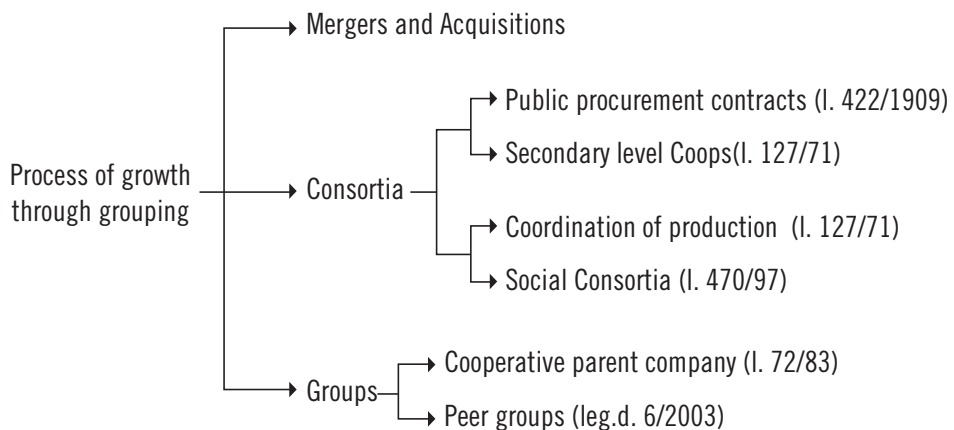 Mergers and Acquisitions
Public procurement contracts (l. 422/1909)
Secondary level Coops(l. 127/71)
Process of growth
through grouping
Consortia
Coordination of production (l. 127/71)
Social Consortia (l. 470/97)
Cooperative parent company (l. 72/83)
Groups
Peer groups (leg.d. 6/2003)